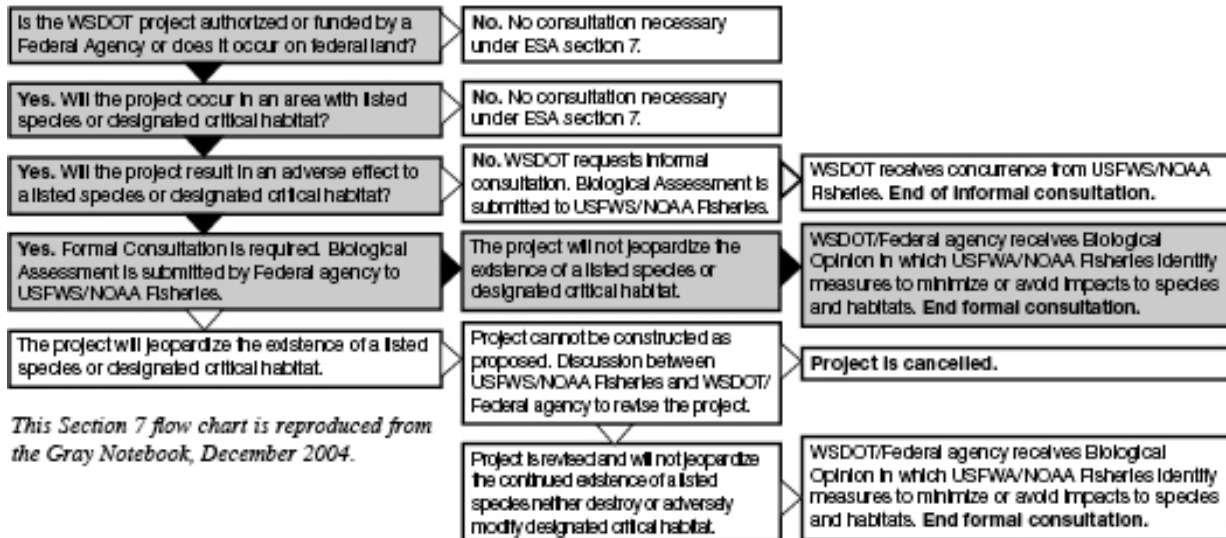 Is the WSDOT project authorized or funded by a
Federal Agency or does it occur on federal land?
No. No consultation necessary
under ESA section 7.
Yes. Will the project occur in an area with listed
species or designated critical habitat?
No. No consultation necessary
under ESA section 7.
Yes. Will the project result in an adverse effect to
a listed species or designated critical habitat?
No. WSDOT requests informal
consultation. Biological Assessment is
submitted to USFWS/NOAA Fisheries.
WSDOT receives concurrence from USFWS/NOAA
Fisheries. End of informal consultation.
Yes. Formal Consultation is required. Biological
Assessment is submitted by Federal agency to
USFWS/NOAA Fisheries.
The project will not jeopardize the
existence of a listed species or
designated critical habitat.
WSDOT/Federal agency receives Biological
Opinion in which USFWA/NOAA Fisheries identify
measures to minimize or avoid impacts to species
and habitats. End formal consultation.
The project will jeopardize the existence of a listed
species or designated critical habitat.
Project cannot be constructed as
proposed. Discussion between
USFWS/NOAA Fisheries and WSDOT/
Federal agency to revise the project.
Project is cancelled.
This Section 7 flow chart is reproduced from
the Gray Notebook, December 2004.
Project is revised and will not jeopardize
the continued existence of a listed
species neither destroy or adversely
modify designated critical habitat.
WSDOT/Federal agency receives Biological
Opinion in which USFWA/NOAA Fisheries identify
measures to minimize or avoid impacts to species
and habitats. End formal consultation.